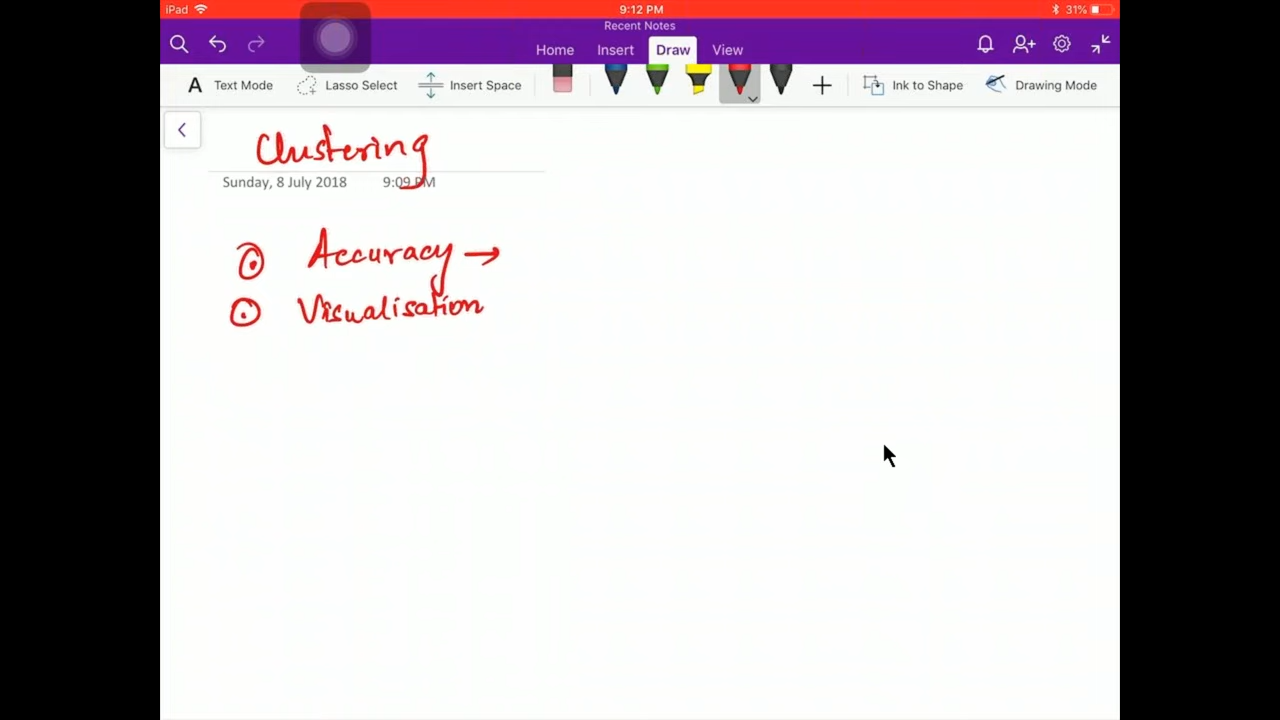 iPad 9:12 PM 31%
Recent Notes
Home Insert Draw View
A Text Mode Lasso Select Insert Space Ink to Shape Drawing Mode
Clustering
Sunday, 8 July 2018 9:09 PM
Accuracy →
Visualisation